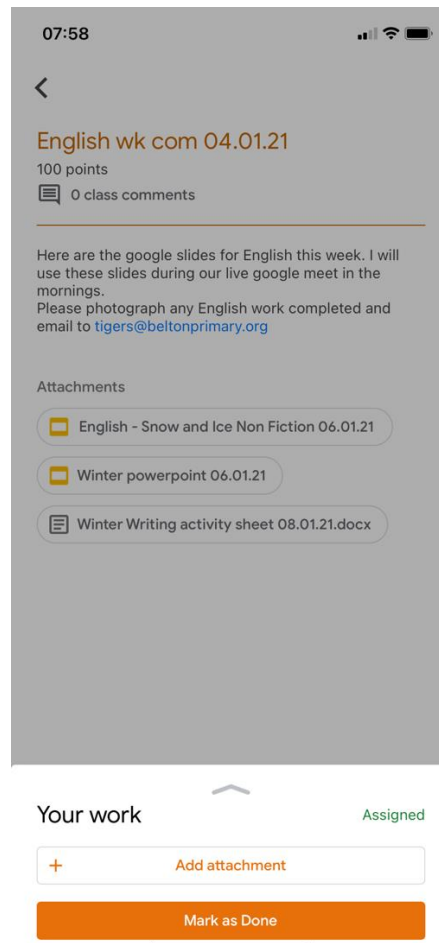 07:58
English wk com 04.01.21
100 points
0 class comments
Here are the google slides for English this week. I will
use these slides during our live google meet in the
mornings.
Please photograph any English work completed and
email to tigers@beltonprimary.org
Attachments
English - Snow and Ice Non Fiction 06.01.21
Winter powerpoint 06.01.21
Winter Writing activity sheet 08.01.21.docx
Your work
Assigned
+ Add attachment
Mark as Done